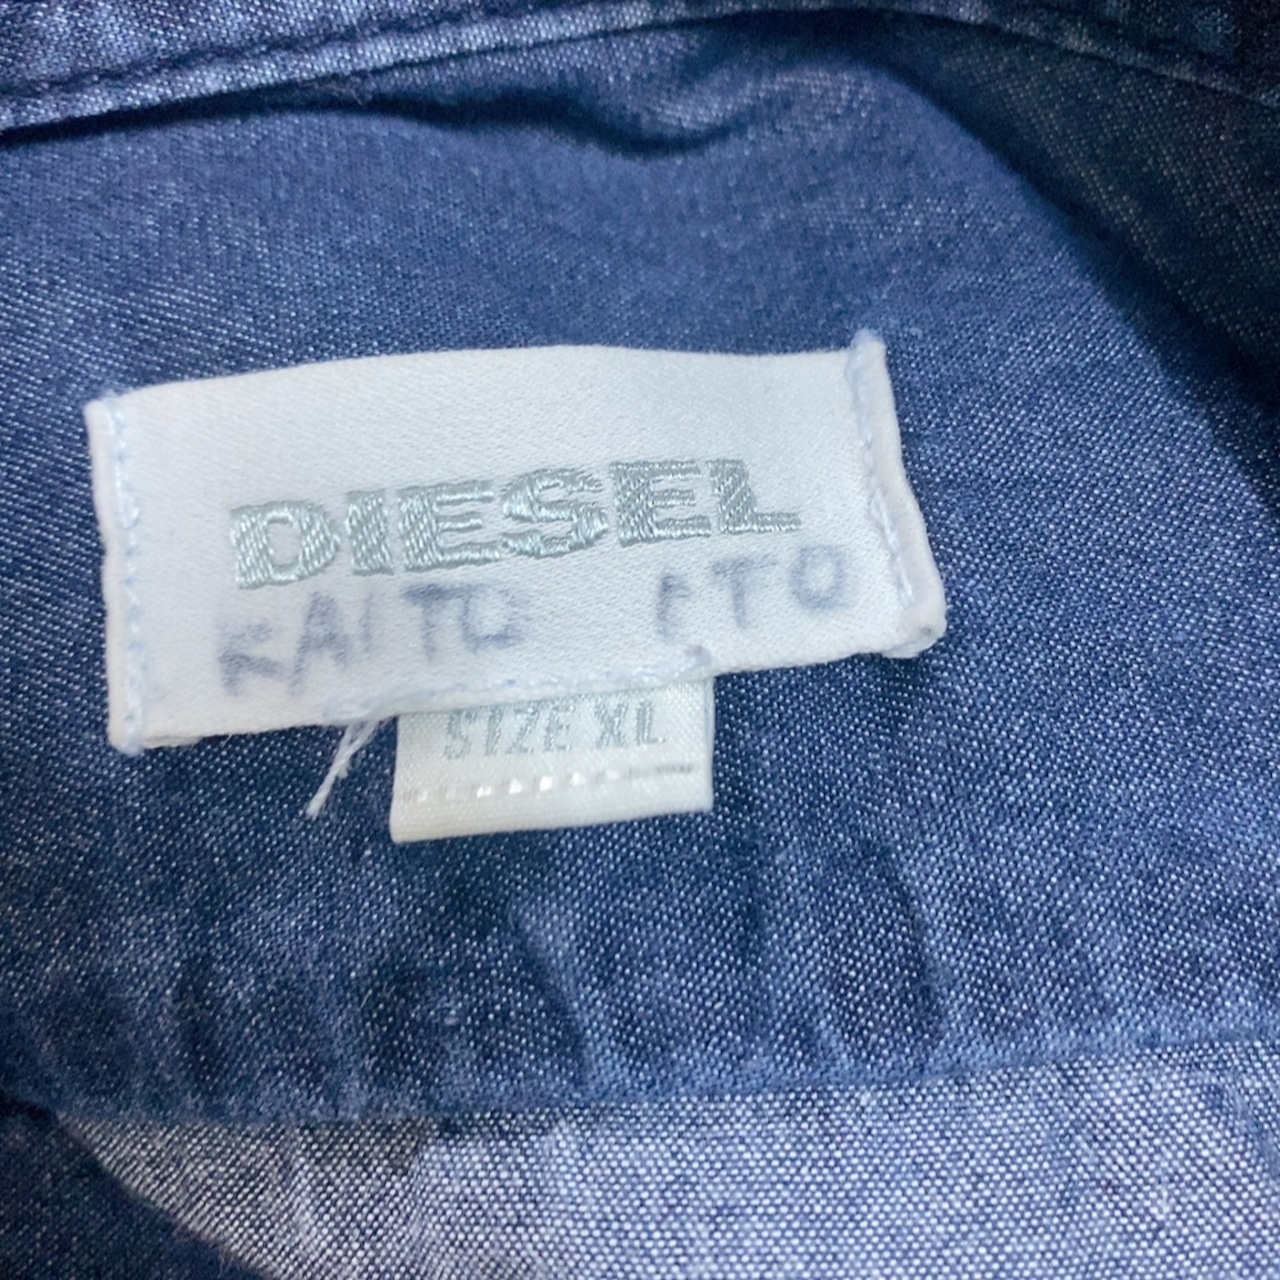 DIESEL
KAITO ITO
SIZE XL